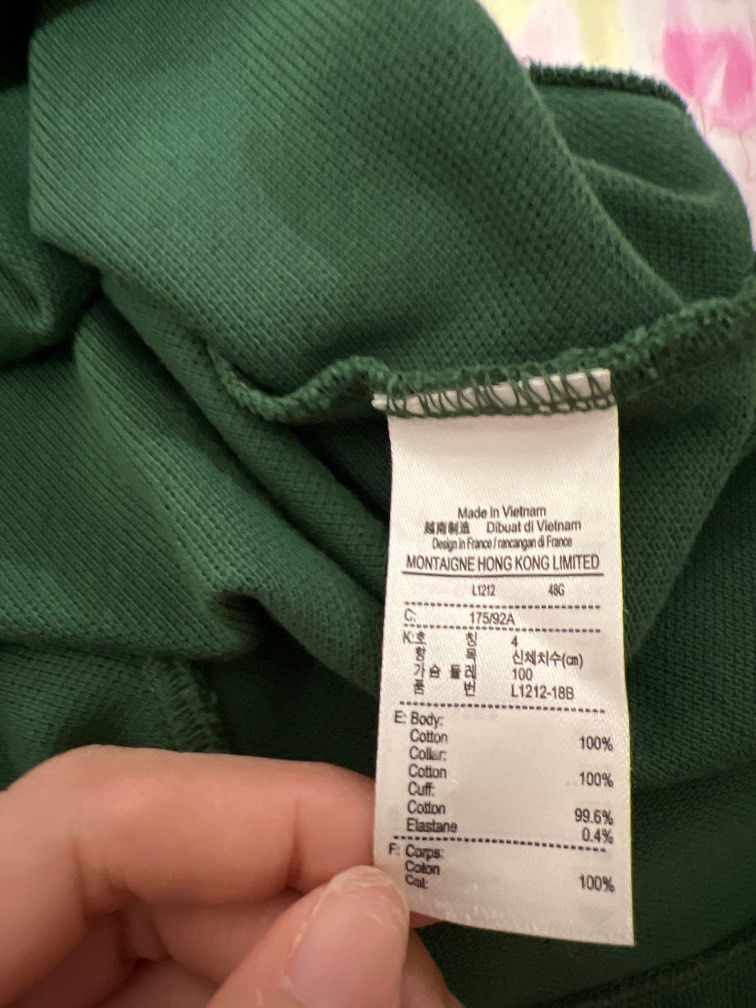 Made In Vietnam
越南制造 Dibuat di Vietnam
Design in France / rancangan di France
MONTAIGNE HONG KONG LIMITED
L1212 48G
C: 175/92A
K:호 칭 4
항 목 신체치수(cm)
가슴 둘레 100
품 번 L1212-18B
E: Body:
Cotton 100%
Collar:
Cotton 100%
Cuff:
Cotton 99.6%
Elastane 0.4%
F: Corps:
Coton 100%
Col: